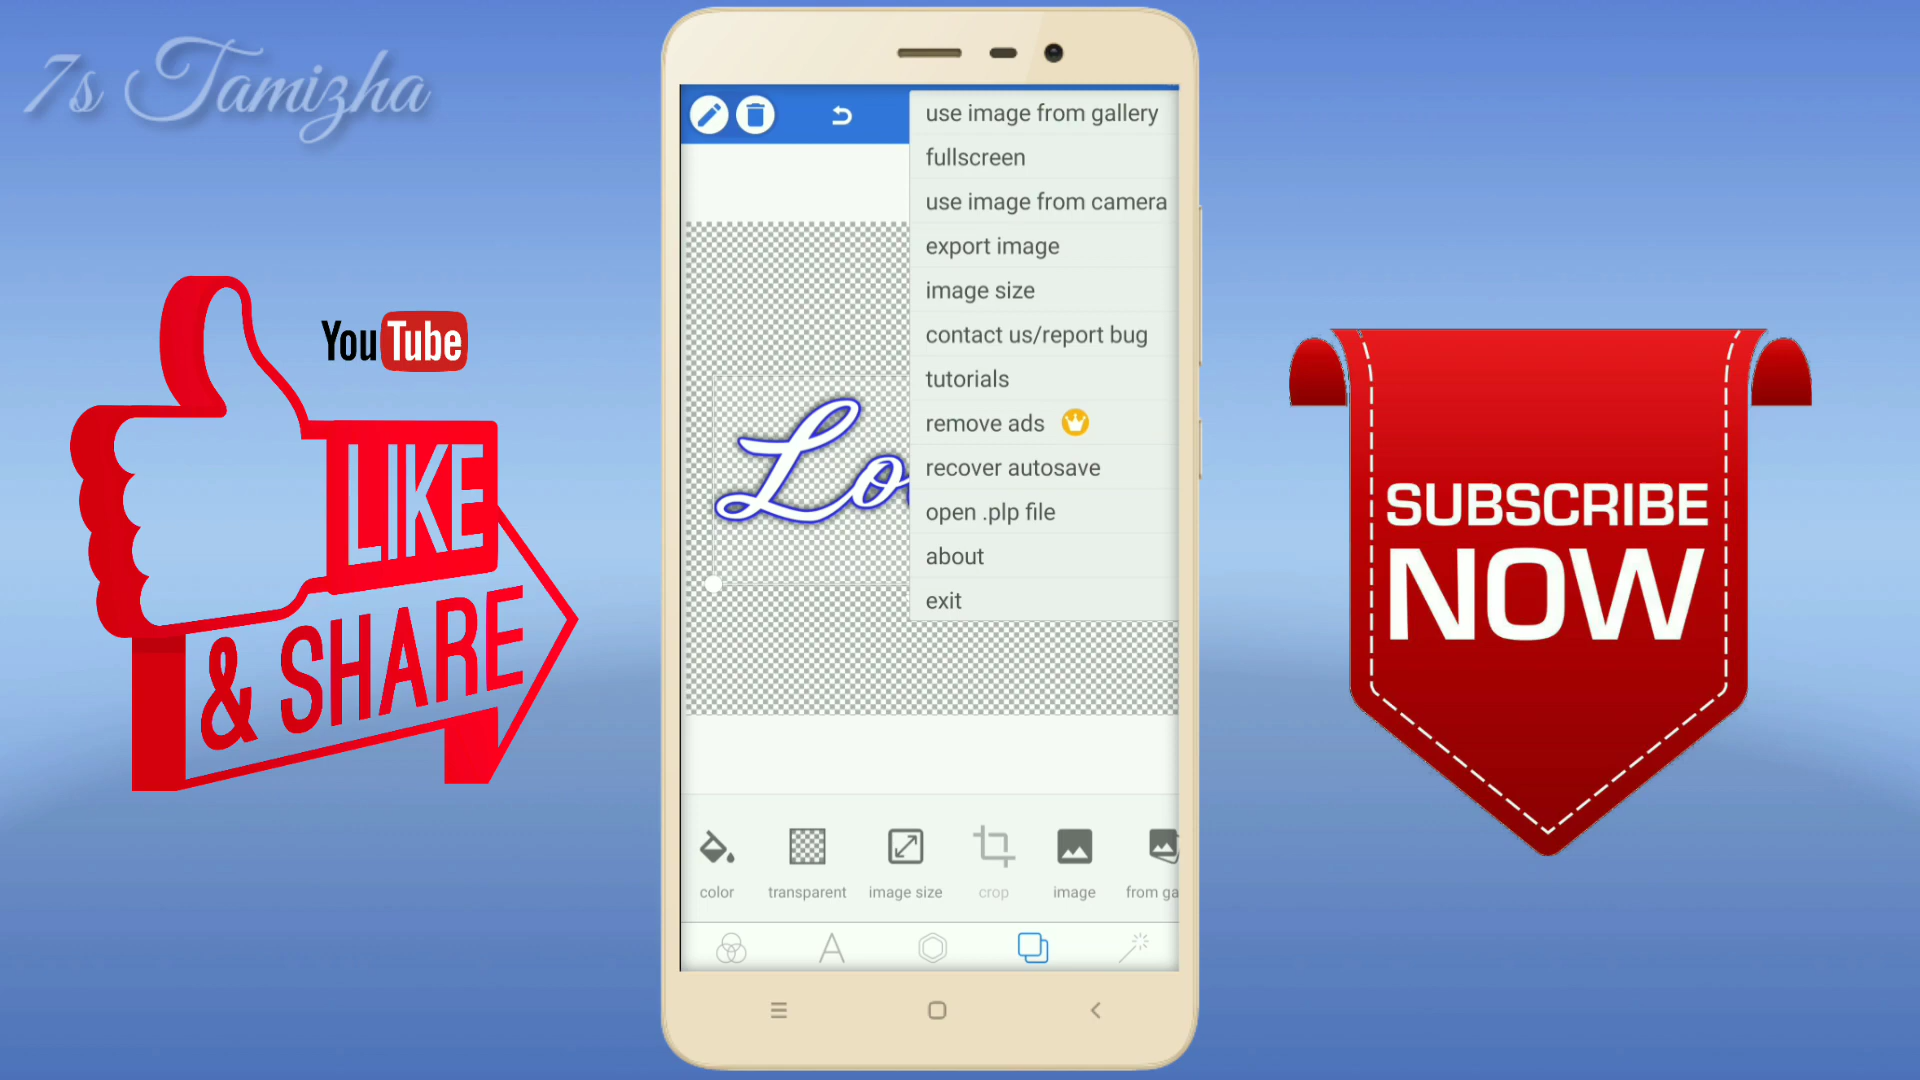 7s Tamizha
YouTube
LIKE
& SHARE
use image from gallery
fullscreen
use image from camera
export image
image size
contact us/report bug
tutorials
remove ads
recover autosave
open .plp file
about
exit
Lo
color
transparent
image size
crop
image
from ga
A
SUBSCRIBE
NOW